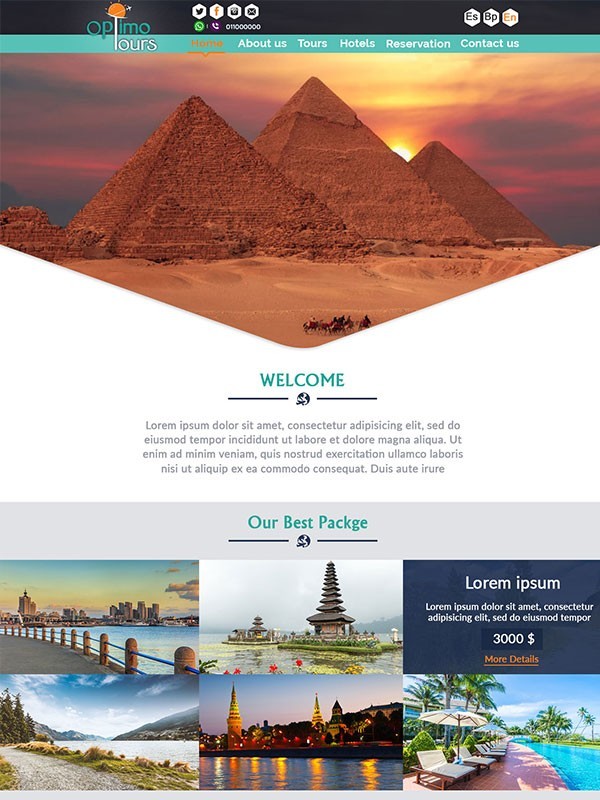 OPTimo
Tours
011000000
Es Bp En
Home About us Tours Hotels Reservation Contact us
WELCOME
Lorem ipsum dolor sit amet, consectetur adipisicing elit, sed do
eiusmod tempor incididunt ut labore et dolore magna aliqua. Ut
enim ad minim veniam, quis nostrud exercitation ullamco laboris
nisi ut aliquip ex ea commodo consequat. Duis aute irure
Our Best Packge
Lorem ipsum
Lorem ipsum dolor sit amet, consectetur
adipisicing elit, sed do eiusmod tempor
3000 $
More Details